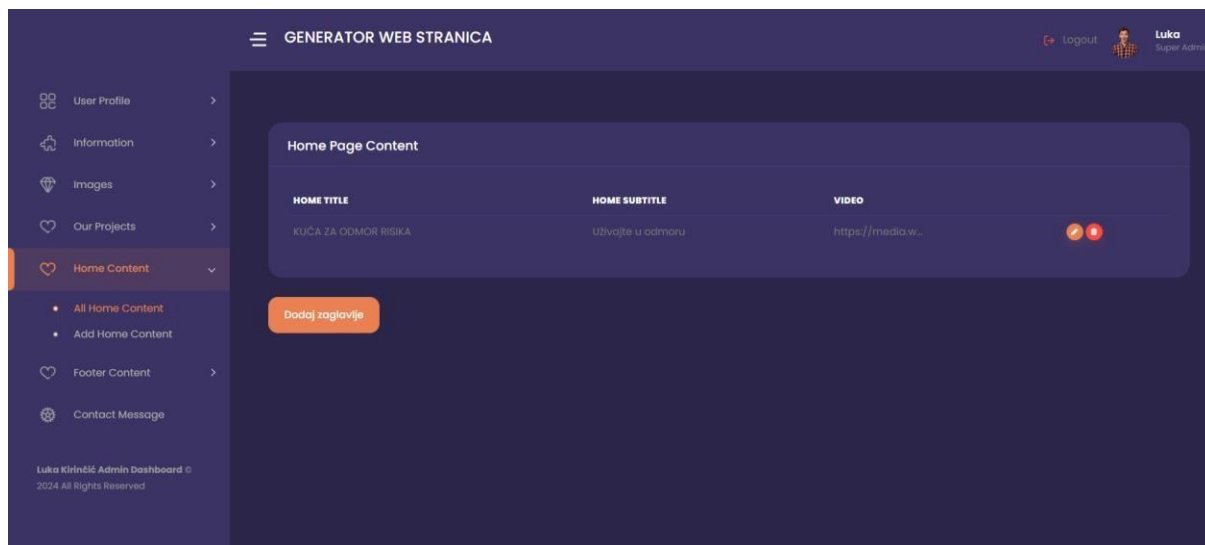 GENERATOR WEB STRANICA
Logout
Luka
Super Admi
User Profile
Information
Images
Our Projects
Home Content
All Home Content
Add Home Content
Footer Content
Contact Message
Luka Kirinčić Admin Dashboard ©
2024 All Rights Reserved
Home Page Content
HOME TITLE HOME SUBTITLE VIDEO
KUĆA ZA ODMOR RISIKA Uživajte u odmoru https://media.w...
Dodaj zaglavlje